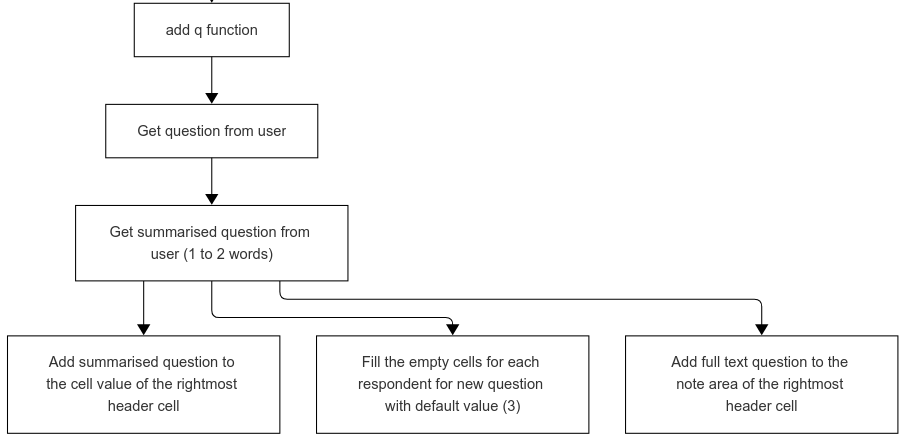 add q function
Get question from user
Get summarised question from
user (1 to 2 words)
Add summarised question to
the cell value of the rightmost
header cell
Fill the empty cells for each
respondent for new question
with default value (3)
Add full text question to the
note area of the rightmost
header cell